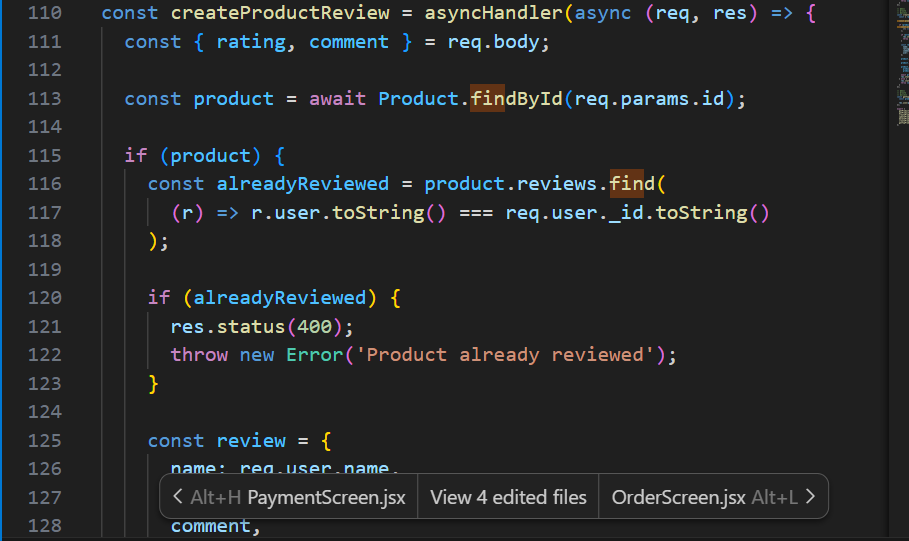 110 const createProductReview = asyncHandler(async (req, res) => {
111 const { rating, comment } = req.body;
112
113 const product = await Product.findById(req.params.id);
114
115 if (product) {
116 const alreadyReviewed = product.reviews.find(
117 (r) => r.user.toString() === req.user._id.toString()
118 );
119
120 if (alreadyReviewed) {
121 res.status(400);
122 throw new Error('Product already reviewed');
123 }
124
125 const review = {
126 name: req.user.name,
127
Alt+H PaymentScreen.jsx View 4 edited files OrderScreen.jsx Alt+L
128 comment,